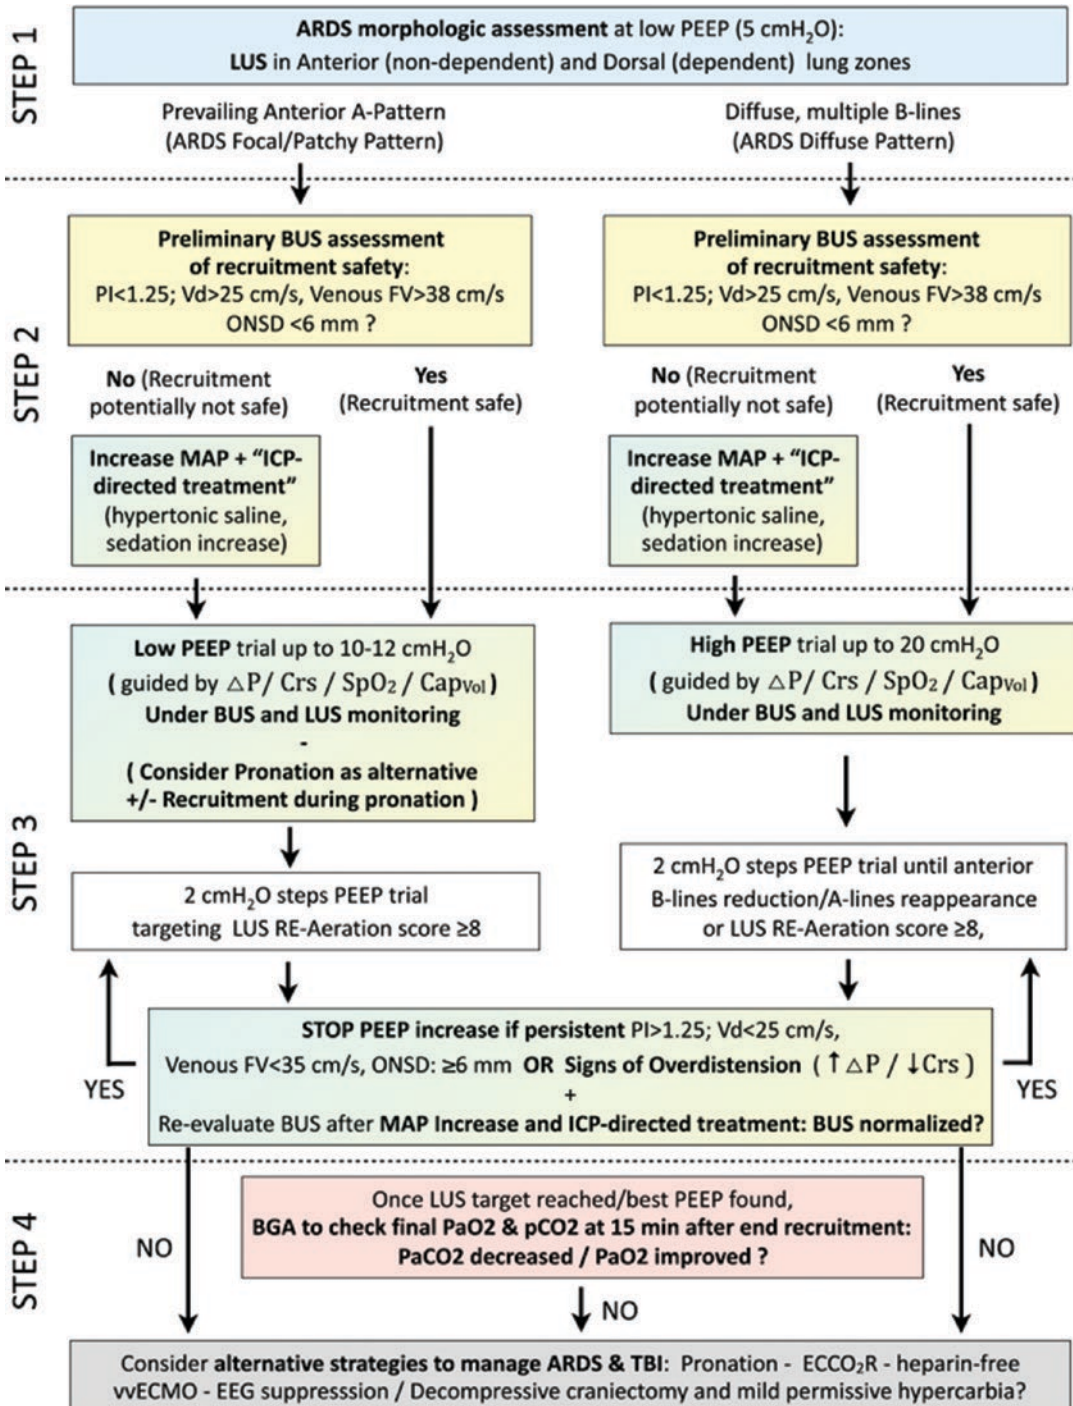 STEP 1
ARDS morphologic assessment at low PEEP (5 cmH₂O):
LUS in Anterior (non-dependent) and Dorsal (dependent) lung zones
Prevailing Anterior A-Pattern
(ARDS Focal/Patchy Pattern)
Diffuse, multiple B-lines
(ARDS Diffuse Pattern)
STEP 2
Preliminary BUS assessment
of recruitment safety:
PI<1.25; Vd>25 cm/s, Venous FV>38 cm/s
ONSD <6 mm ?
Preliminary BUS assessment
of recruitment safety:
PI<1.25; Vd>25 cm/s, Venous FV>38 cm/s
ONSD <6 mm ?
No (Recruitment
potentially not safe)
Yes
(Recruitment safe)
No (Recruitment
potentially not safe)
Yes
(Recruitment safe)
Increase MAP + “ICP-
directed treatment”
(hypertonic saline,
sedation increase)
Increase MAP + “ICP-
directed treatment”
(hypertonic saline,
sedation increase)
STEP 3
Low PEEP trial up to 10-12 cmH₂O
( guided by △P/ Crs / SpO₂ / CapVol )
Under BUS and LUS monitoring
-
( Consider Pronation as alternative
+/- Recruitment during pronation )
High PEEP trial up to 20 cmH₂O
( guided by △P/ Crs / SpO₂ / CapVol )
Under BUS and LUS monitoring
2 cmH₂O steps PEEP trial
targeting LUS RE-Aeration score ≥8
2 cmH₂O steps PEEP trial until anterior
B-lines reduction/A-lines reappearance
or LUS RE-Aeration score ≥8,
STOP PEEP increase if persistent PI>1.25; Vd<25 cm/s,
Venous FV<35 cm/s, ONSD: ≥6 mm OR Signs of Overdistension ( ↑△P / ↓Crs )
+
Re-evaluate BUS after MAP Increase and ICP-directed treatment: BUS normalized?
YES
YES
STEP 4
Once LUS target reached/best PEEP found,
BGA to check final PaO2 & pCO2 at 15 min after end recruitment:
PaCO2 decreased / PaO2 improved ?
NO
NO
NO
Consider alternative strategies to manage ARDS & TBI: Pronation - ECCO₂R - heparin-free
vvECMO - EEG suppresssion / Decompressive craniectomy and mild permissive hypercarbia?